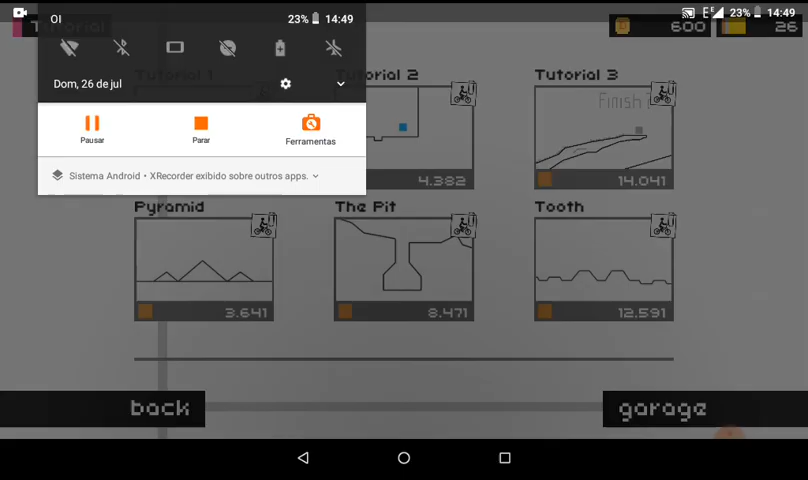 OI 23% 14:49
E 23% 14:49
Tutorial
600 26
Dom, 26 de jul
Pausar Parar Ferramentas
Sistema Android • XRecorder exibido sobre outros apps.
Tutorial 1 Tutorial 2 Tutorial 3
Finish
4.382 14.041
Pyramid The Pit Tooth
3.641 8.471 12.591
back garage